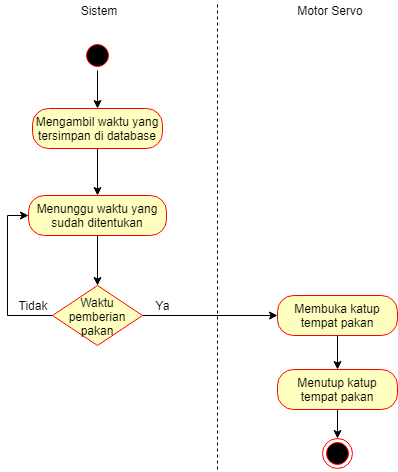 Sistem
Motor Servo
Mengambil waktu yang
tersimpan di database
Menunggu waktu yang
sudah ditentukan
Tidak
Waktu
pemberian
pakan
Ya
Membuka katup
tempat pakan
Menutup katup
tempat pakan